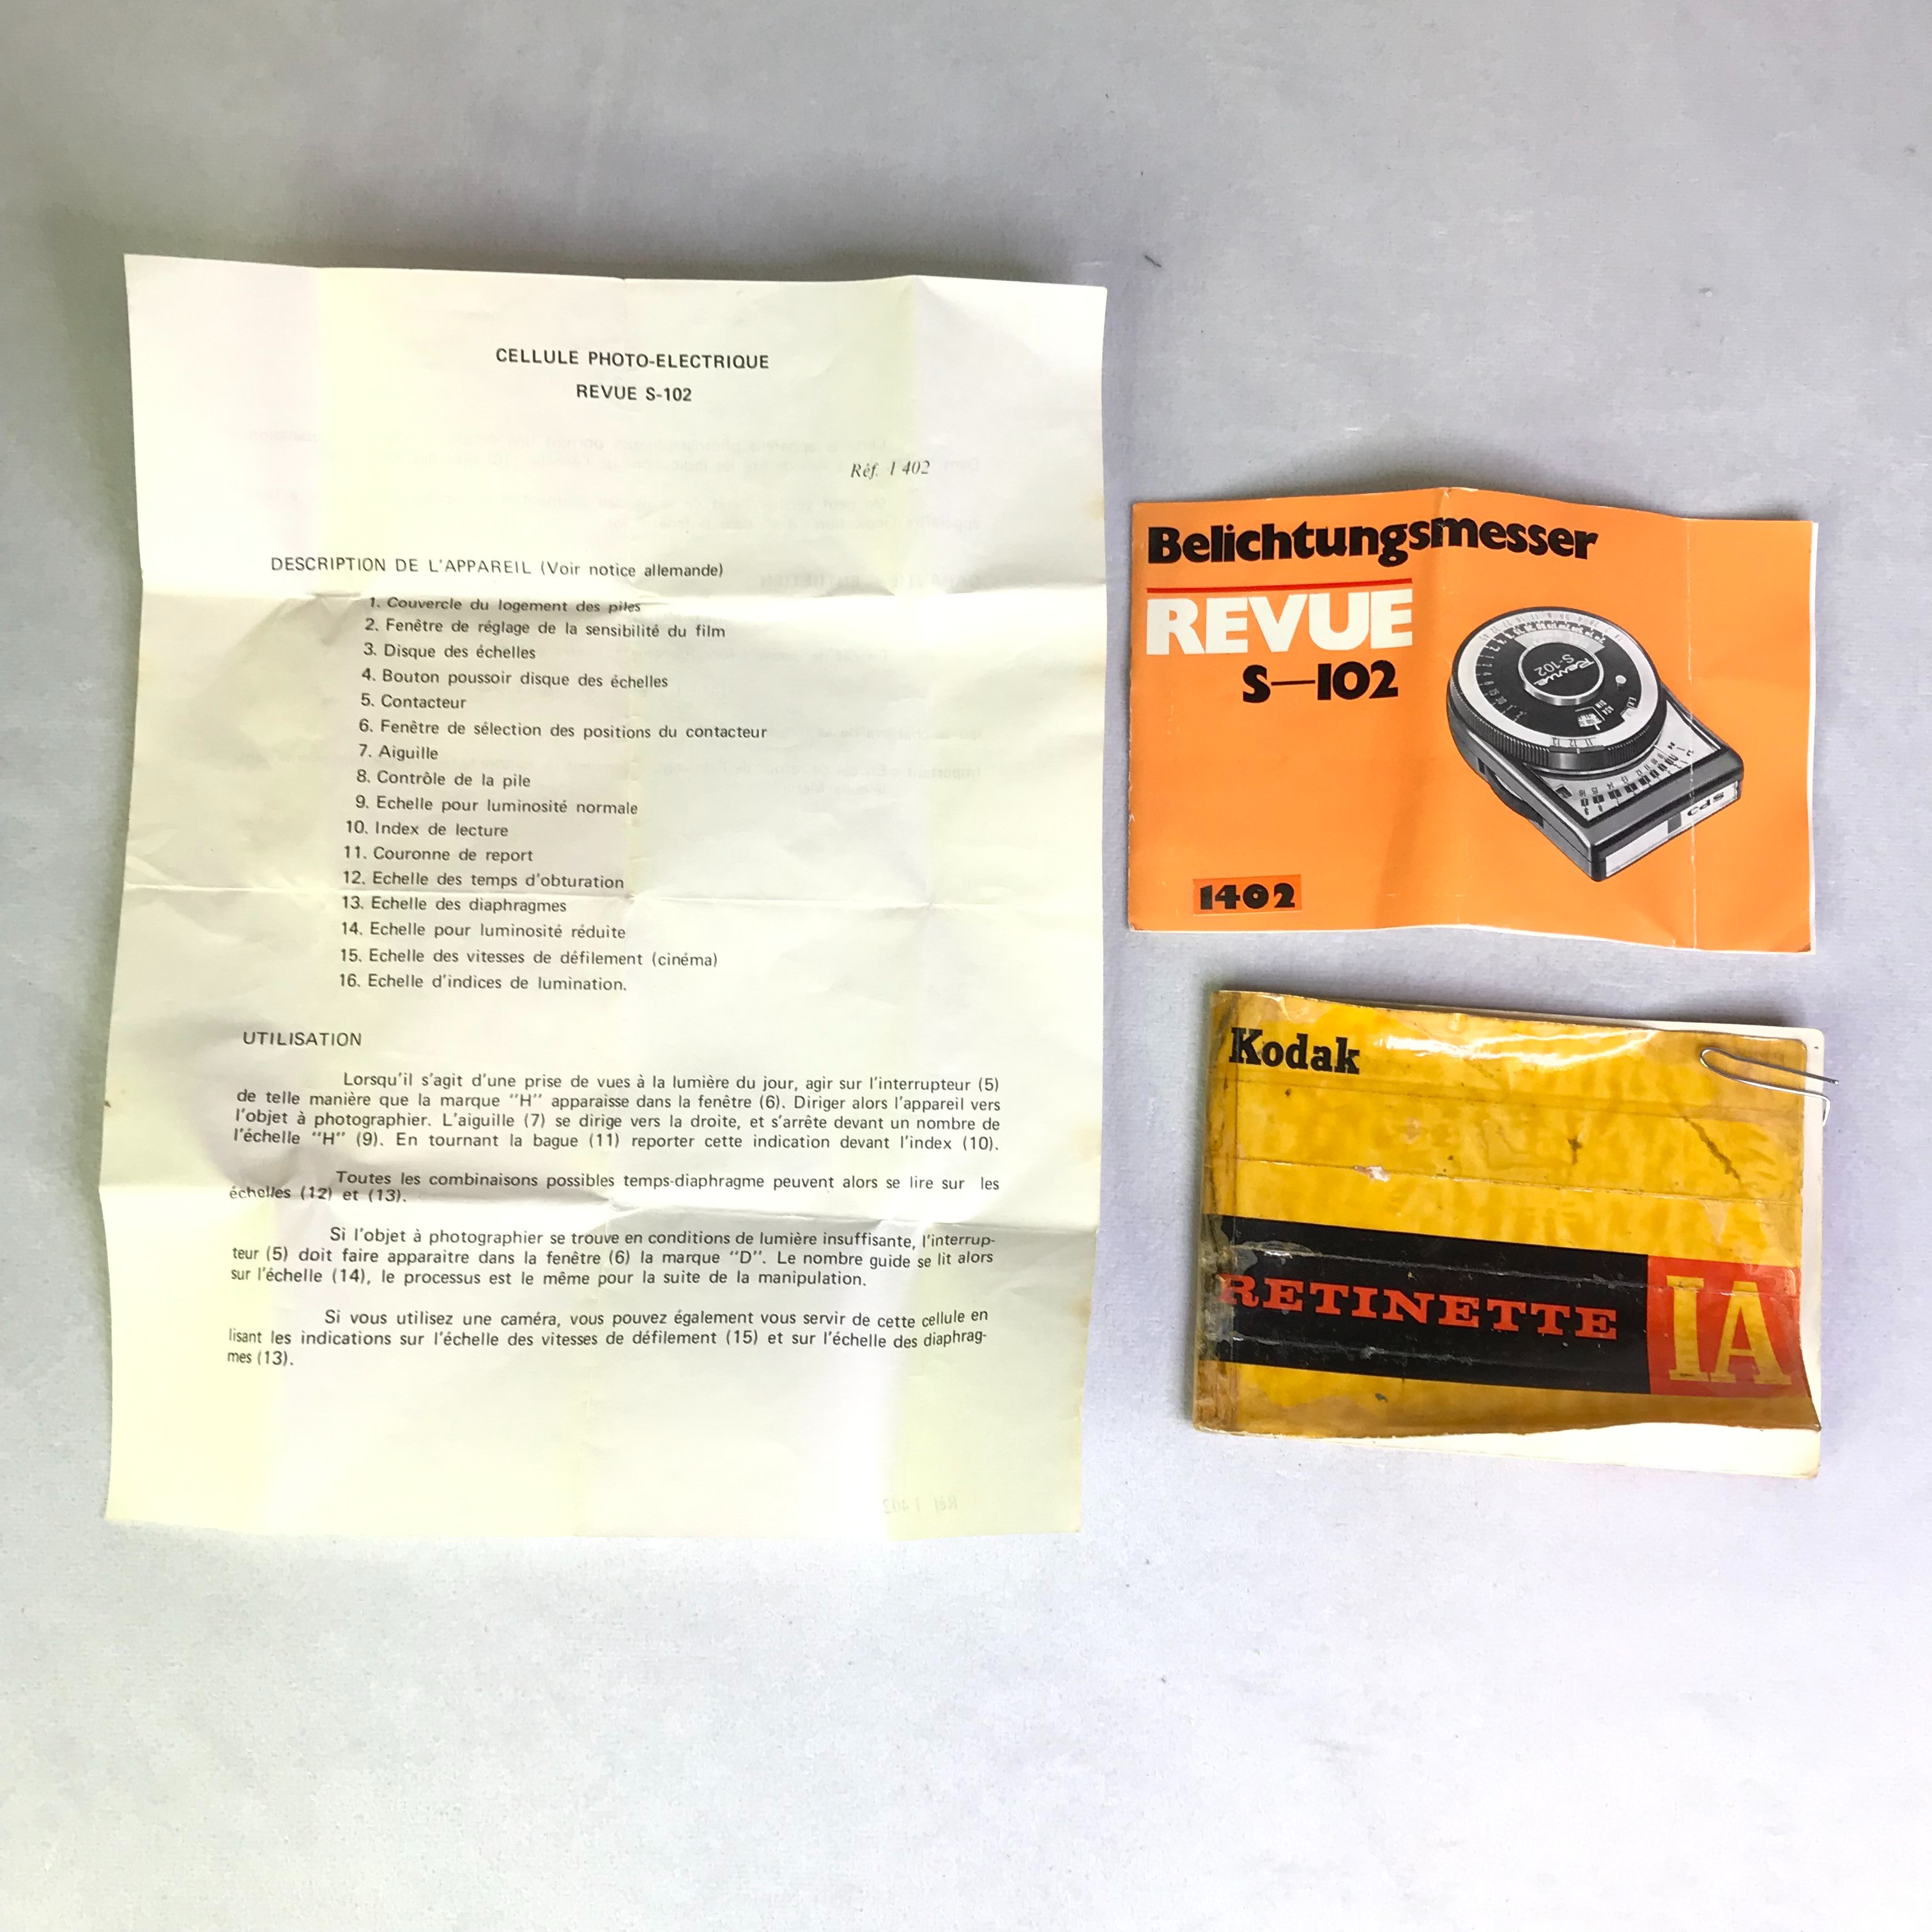 CELLULE PHOTO-ELECTRIQUE
REVUE S-102
Réf. 1 402
DESCRIPTION DE L'APPAREIL (Voir notice allemande)
1. Couvercle du logement des piles
2. Fenêtre de réglage de la sensibilité du film
3. Disque des échelles
4. Bouton poussoir disque des échelles
5. Contacteur
6. Fenêtre de sélection des positions du contacteur
7. Aiguille
8. Contrôle de la pile
9. Echelle pour luminosité normale
10. Index de lecture
11. Couronne de report
12. Echelle des temps d'obturation
13. Echelle des diaphragmes
14. Echelle pour luminosité réduite
15. Echelle des vitesses de défilement (cinéma)
16. Echelle d'indices de lumination.
UTILISATION
Lorsqu'il s'agit d'une prise de vues à la lumière du jour, agir sur l'interrupteur (5)
de telle manière que la marque "H" apparaisse dans la fenêtre (6). Diriger alors l'appareil vers
l'objet à photographier. L'aiguille (7) se dirige vers la droite, et s'arrête devant un nombre de
l'échelle "H" (9). En tournant la bague (11) reporter cette indication devant l'index (10).
Toutes les combinaisons possibles temps-diaphragme peuvent alors se lire sur les
échelles (12) et (13).
Si l'objet à photographier se trouve en conditions de lumière insuffisante, l'interrup-
teur (5) doit faire apparaitre dans la fenêtre (6) la marque "D". Le nombre guide se lit alors
sur l'échelle (14), le processus est le même pour la suite de la manipulation.
Si vous utilisez une caméra, vous pouvez également vous servir de cette cellule en
lisant les indications sur l'échelle des vitesses de défilement (15) et sur l'échelle des diaphrag-
mes (13).
Belichtungsmesser
REVUE
S-102
Revue
S-102
CdS
1402
Kodak
RETINETTE IA